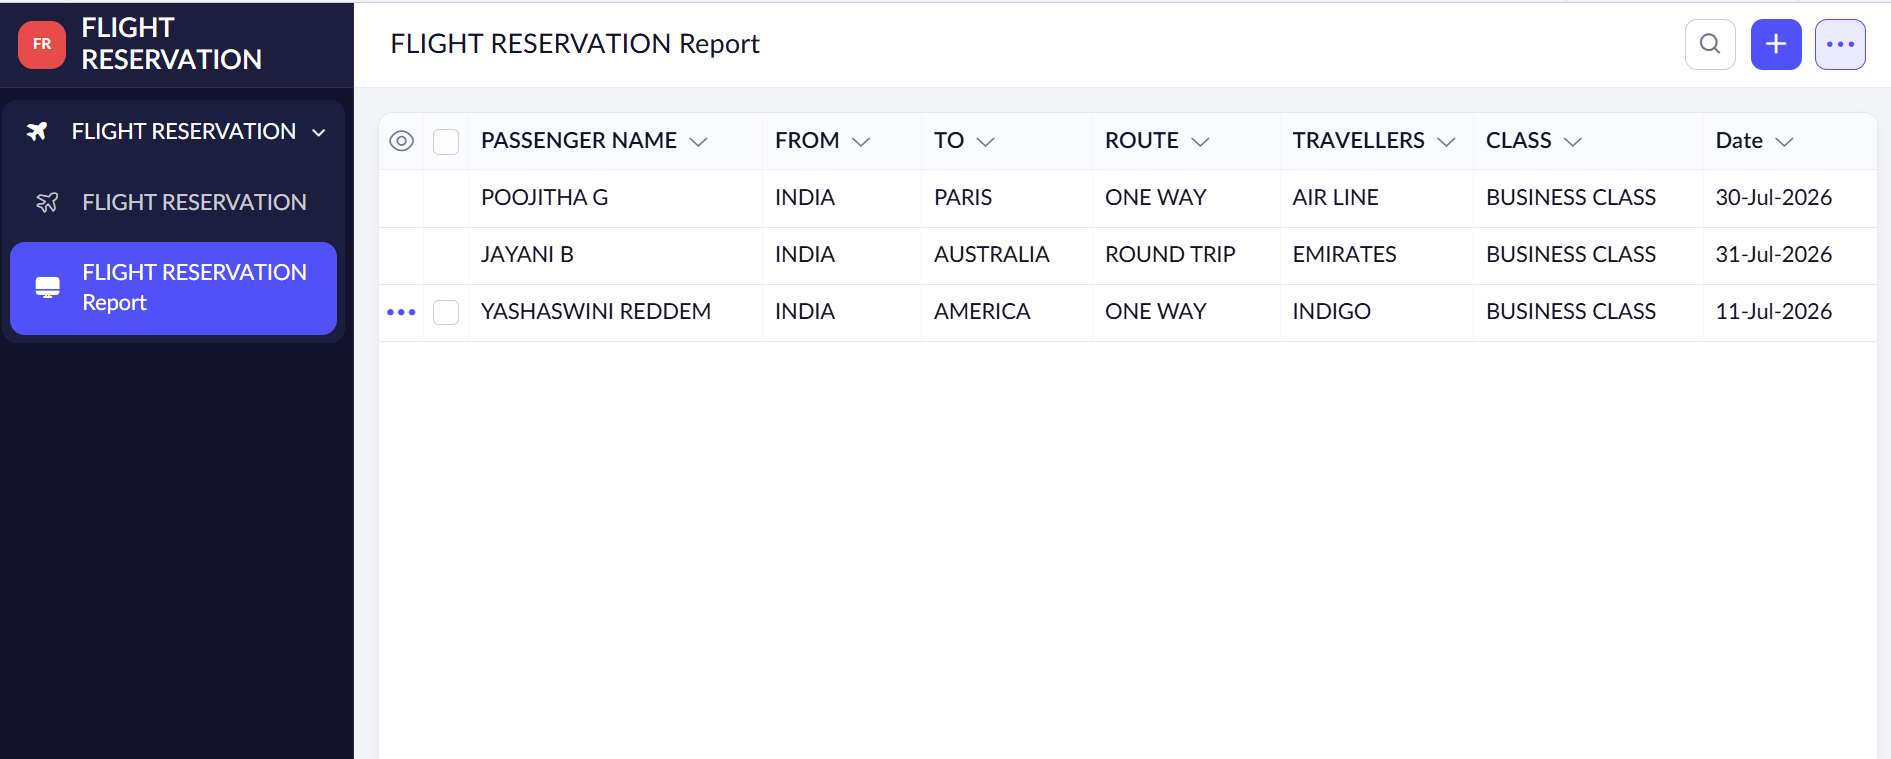 FR
FLIGHT
RESERVATION
FLIGHT RESERVATION
FLIGHT RESERVATION
FLIGHT RESERVATION
Report
FLIGHT RESERVATION Report
PASSENGER NAME FROM TO ROUTE TRAVELLERS CLASS Date
POOJITHA G INDIA PARIS ONE WAY AIR LINE BUSINESS CLASS 30-Jul-2026
JAYANI B INDIA AUSTRALIA ROUND TRIP EMIRATES BUSINESS CLASS 31-Jul-2026
YASHASWINI REDDEM INDIA AMERICA ONE WAY INDIGO BUSINESS CLASS 11-Jul-2026